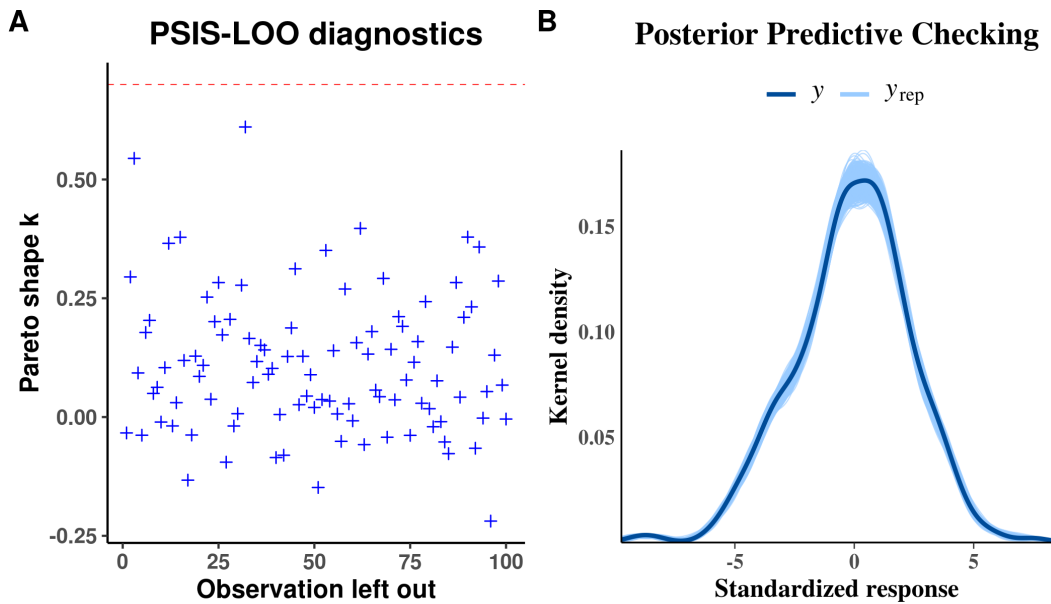 A
PSIS-LOO diagnostics
Pareto shape k
0.50
0.25
0.00
-0.25
0
25
50
75
100
Observation left out
B
Posterior Predictive Checking
y
y rep
Kernel density
0.15
0.10
0.05
-5
0
5
Standardized response